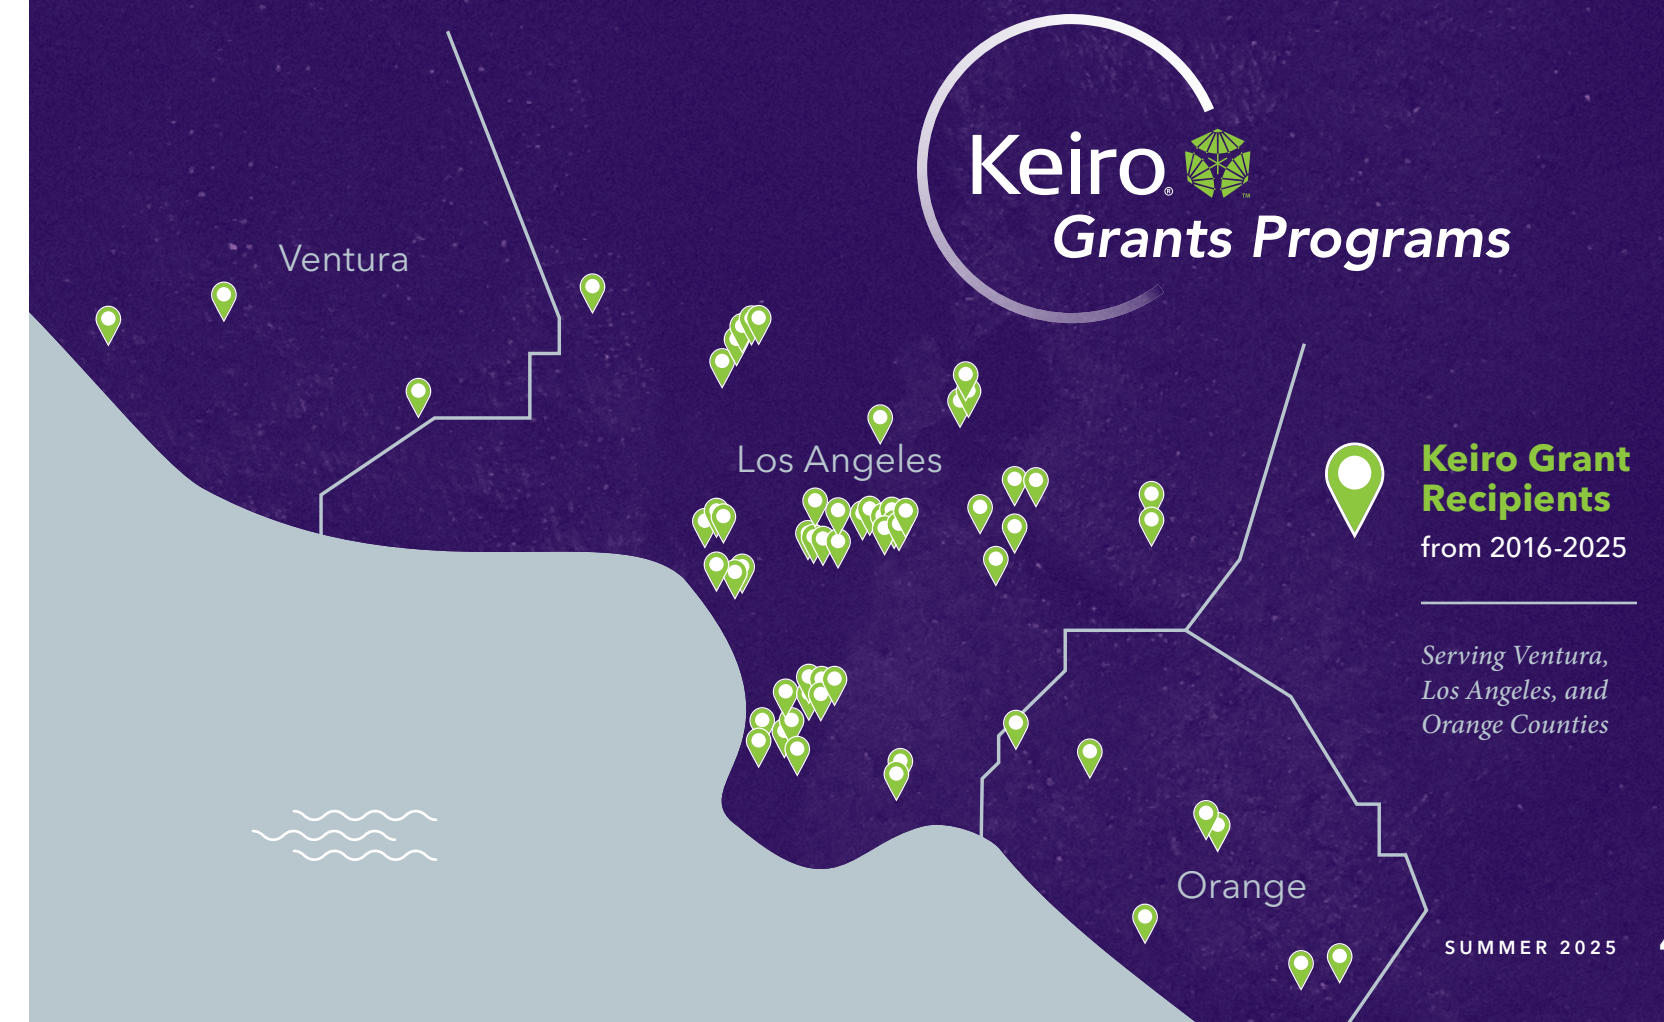 Keiro®
™
Grants Programs
Ventura
Los Angeles
Keiro Grant
Recipients
from 2016-2025
Serving Ventura,
Los Angeles, and
Orange Counties
Orange
SUMMER 2025